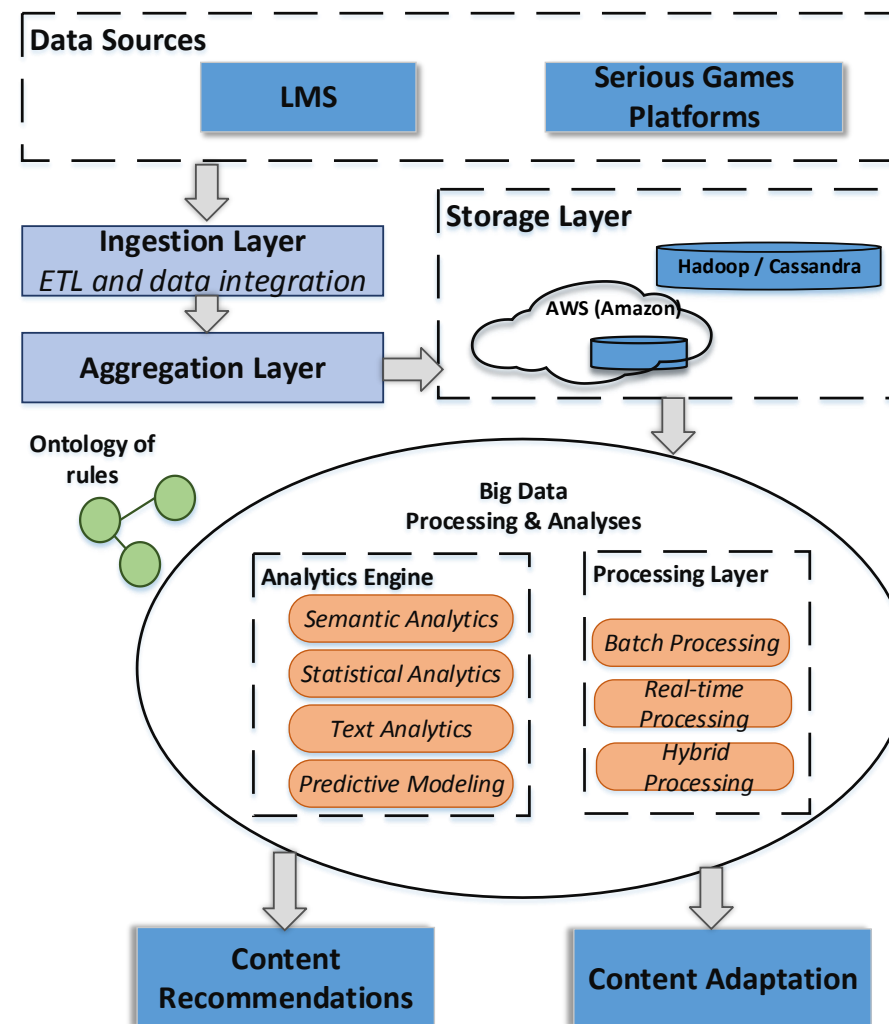 Data Sources
LMS
Serious Games
Platforms
Ingestion Layer
ETL and data integration
Aggregation Layer
Storage Layer
Hadoop / Cassandra
AWS (Amazon)
Ontology of
rules
Big Data
Processing & Analyses
Analytics Engine
Semantic Analytics
Statistical Analytics
Text Analytics
Predictive Modeling
Processing Layer
Batch Processing
Real-time
Processing
Hybrid
Processing
Content
Recommendations
Content Adaptation